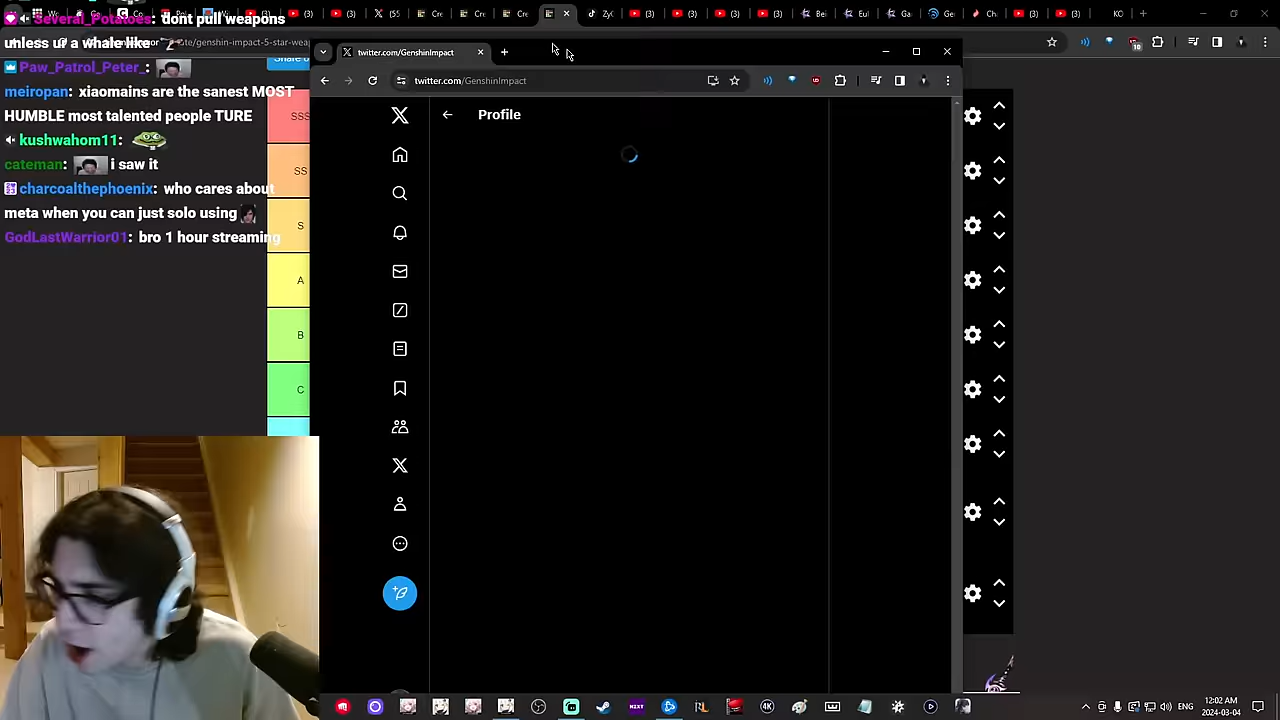 Several_Potatoes: dont pull weapons
unless ur a whale like
Paw_Patrol_Peter_:
meiropan: xiaomains are the sanest MOST
HUMBLE most talented people TURE
kushwahom11:
cateman: i saw it
charcoalthephoenix: who cares about
meta when you can just solo using
GodLastWarrior01: bro 1 hour streaming
twitter.com/GenshinImpact
twitter.com/GenshinImpact
Profile
SSS
SS
S
A
B
C
ENG
12:02 AM
2024-03-04